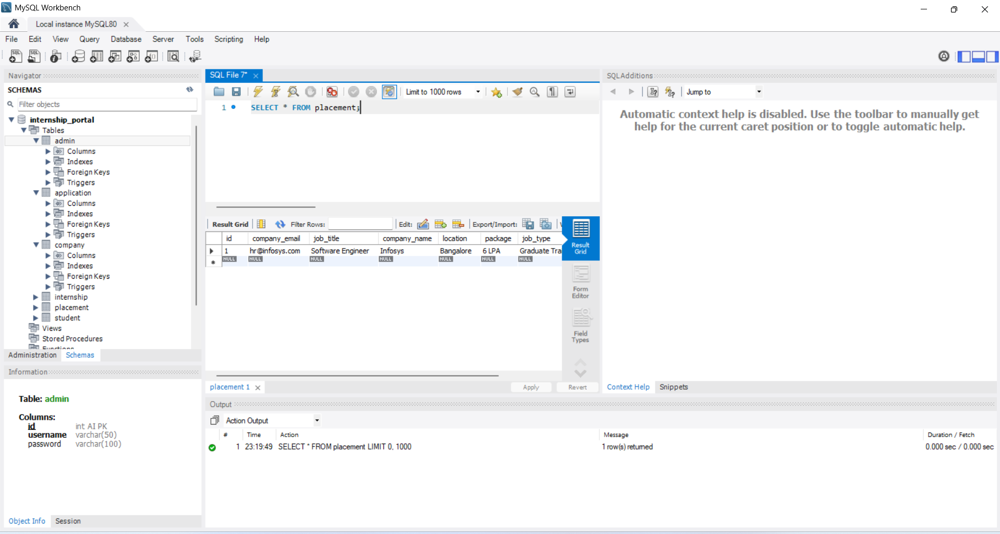 MySQL Workbench
Local instance MySQL80
File Edit View Query Database Server Tools Scripting Help
Navigator
SCHEMAS
Filter objects
internship_portal
Tables
admin
Columns
Indexes
Foreign Keys
Triggers
application
Columns
Indexes
Foreign Keys
Triggers
company
Columns
Indexes
Foreign Keys
Triggers
internship
placement
student
Views
Stored Procedures
Functions
Administration Schemas
Information
Table: admin
Columns:
id int AI PK
username varchar(50)
password varchar(100)
Object Info Session
SQL File 7*
Limit to 1000 rows
1 SELECT * FROM placement;
Result Grid Filter Rows: Edit: Export/Import:
id company_email job_title company_name location package job_type
1 hr@infosys.com Software Engineer Infosys Bangalore 6 LPA Graduate Tra
NULL NULL NULL NULL NULL NULL NULL
Result
Grid
Form
Editor
Field
Types
placement 1
Apply Revert
SQLAdditions
Jump to
Automatic context help is disabled. Use the toolbar to manually get
help for the current caret position or to toggle automatic help.
Context Help Snippets
Output
Action Output
# Time Action Message Duration / Fetch
1 23:19:49 SELECT * FROM placement LIMIT 0, 1000 1 row(s) returned 0.000 sec / 0.000 sec